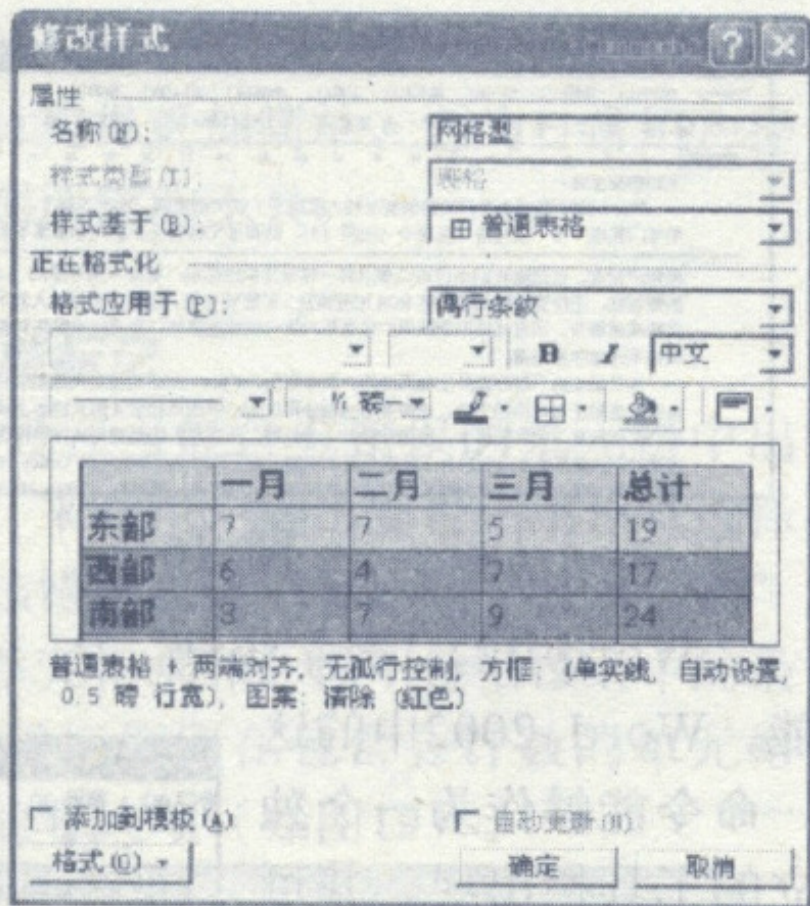 修改样式
属性
名称(N): 网格型
样式类型(T): 表格
样式基于(B): 普通表格
正在格式化
格式应用于(P): 偶行条纹
B I 中文
½ 磅
一月 二月 三月 总计
东部 7 7 5 19
西部 6 4 7 17
南部 8 7 9 24
普通表格 + 两端对齐, 无孤行控制, 方框: (单实线, 自动设置,
0.5 磅 行宽), 图案: 清除 (红色)
添加到模板(A) 自动更新(U)
格式(O) 确定 取消